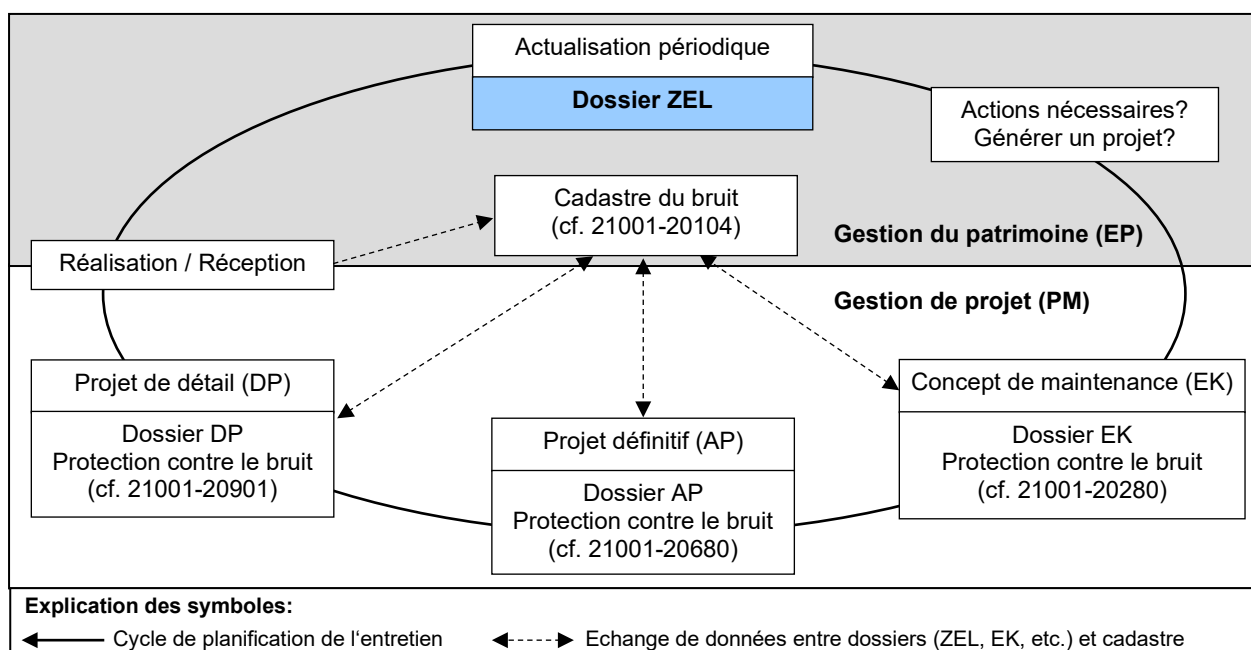 Actualisation périodique
Dossier ZEL
Actions nécessaires?
Générer un projet?
Cadastre du bruit
(cf. 21001-20104)
Gestion du patrimoine (EP)
Réalisation / Réception
Gestion de projet (PM)
Projet de détail (DP)
Dossier DP
Protection contre le bruit
(cf. 21001-20901)
Projet définitif (AP)
Dossier AP
Protection contre le bruit
(cf. 21001-20680)
Concept de maintenance (EK)
Dossier EK
Protection contre le bruit
(cf. 21001-20280)
Explication des symboles:
Cycle de planification de l‘entretien
Echange de données entre dossiers (ZEL, EK, etc.) et cadastre